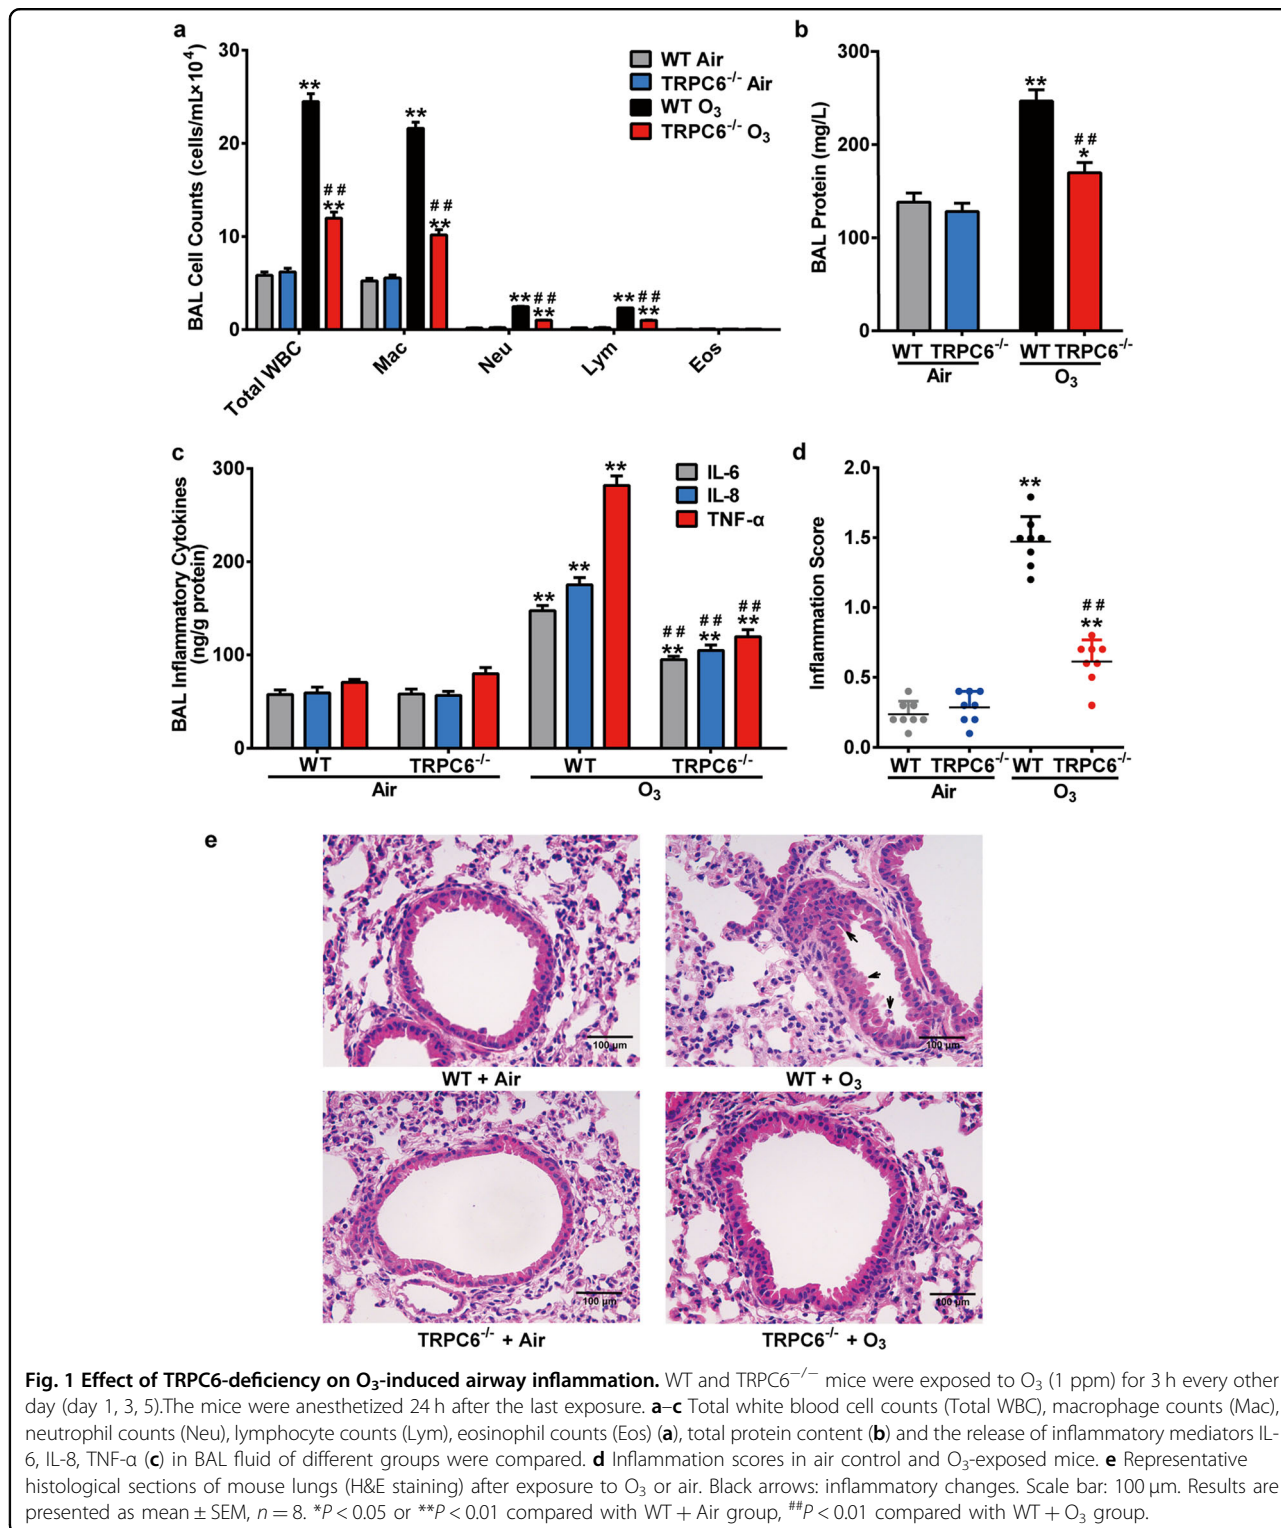 a
30
20
10
0
BAL Cell Counts (cells/mL×10⁻⁴)
WT Air
TRPC6⁻/⁻ Air
WT O₃
TRPC6⁻/⁻ O₃
**
##
**
**
##
**
**
##
**
**
##
**
Total WBC
Mac
Neu
Lym
Eos
b
300
200
100
0
BAL Protein (mg/L)
**
##
*
WT TRPC6⁻/⁻ WT TRPC6⁻/⁻
Air O₃
c
300
200
100
0
BAL Inflammatory Cytokines
(ng/g protein)
IL-6
IL-8
TNF-α
**
**
**
##
**
##
**
##
**
WT TRPC6⁻/⁻ WT TRPC6⁻/⁻
Air O₃
d
2.0
1.5
1.0
0.5
0.0
Inflammation Score
**
##
**
WT TRPC6⁻/⁻ WT TRPC6⁻/⁻
Air O₃
e
100 µm
100 µm
WT + Air WT + O₃
100 µm
100 µm
TRPC6⁻/⁻ + Air TRPC6⁻/⁻ + O₃
Fig. 1 Effect of TRPC6-deficiency on O₃-induced airway inflammation. WT and TRPC6⁻/⁻ mice were exposed to O₃ (1 ppm) for 3 h every other
day (day 1, 3, 5).The mice were anesthetized 24 h after the last exposure. a–c Total white blood cell counts (Total WBC), macrophage counts (Mac),
neutrophil counts (Neu), lymphocyte counts (Lym), eosinophil counts (Eos) (a), total protein content (b) and the release of inflammatory mediators IL-
6, IL-8, TNF-α (c) in BAL fluid of different groups were compared. d Inflammation scores in air control and O₃-exposed mice. e Representative
histological sections of mouse lungs (H&E staining) after exposure to O₃ or air. Black arrows: inflammatory changes. Scale bar: 100 µm. Results are
presented as mean ± SEM, n = 8. *P < 0.05 or **P < 0.01 compared with WT + Air group, ##P < 0.01 compared with WT + O₃ group.